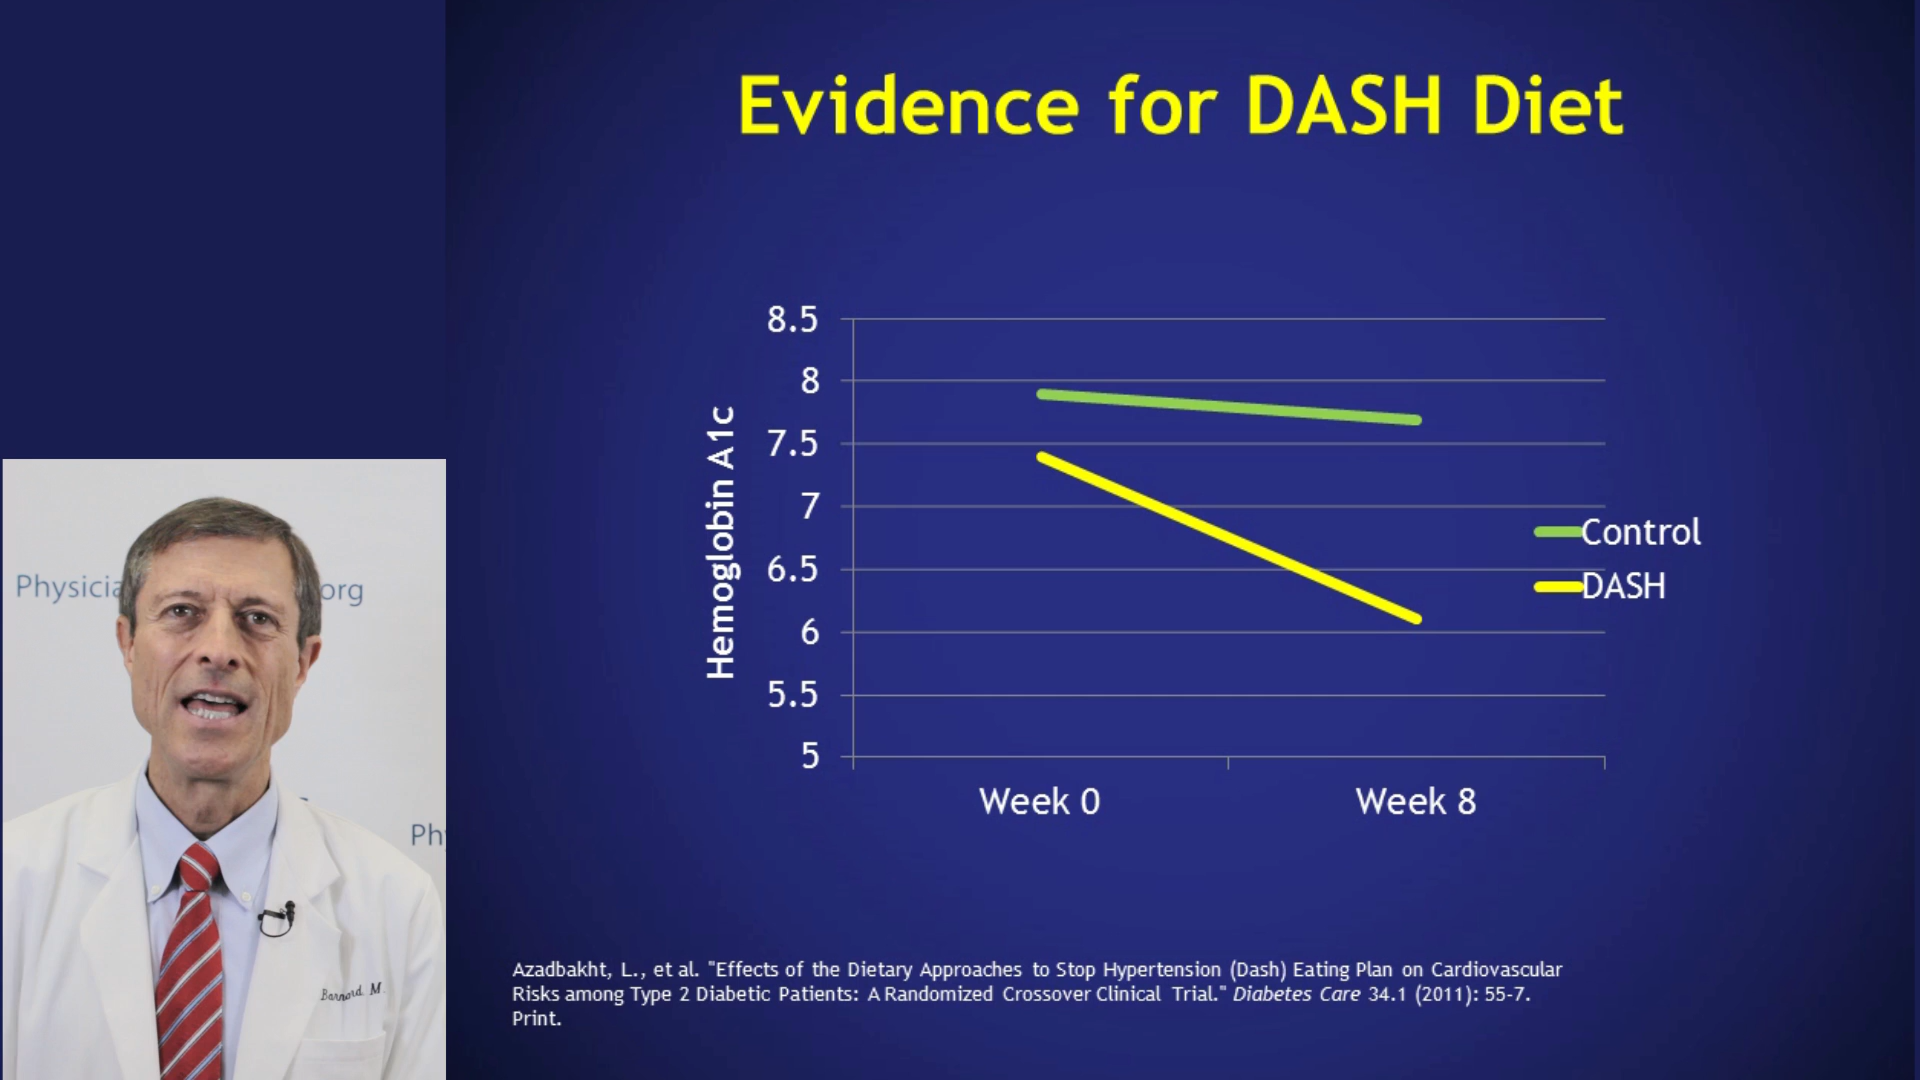 Evidence for DASH Diet
8.5
8
7.5
7
6.5
6
5.5
5
Hemoglobin A1c
Week 0 Week 8
Control
DASH
Physicia org
Ph
Barnard, M.
Azadbakht, L., et al. "Effects of the Dietary Approaches to Stop Hypertension (Dash) Eating Plan on Cardiovascular
Risks among Type 2 Diabetic Patients: A Randomized Crossover Clinical Trial." Diabetes Care 34.1 (2011): 55-7.
Print.